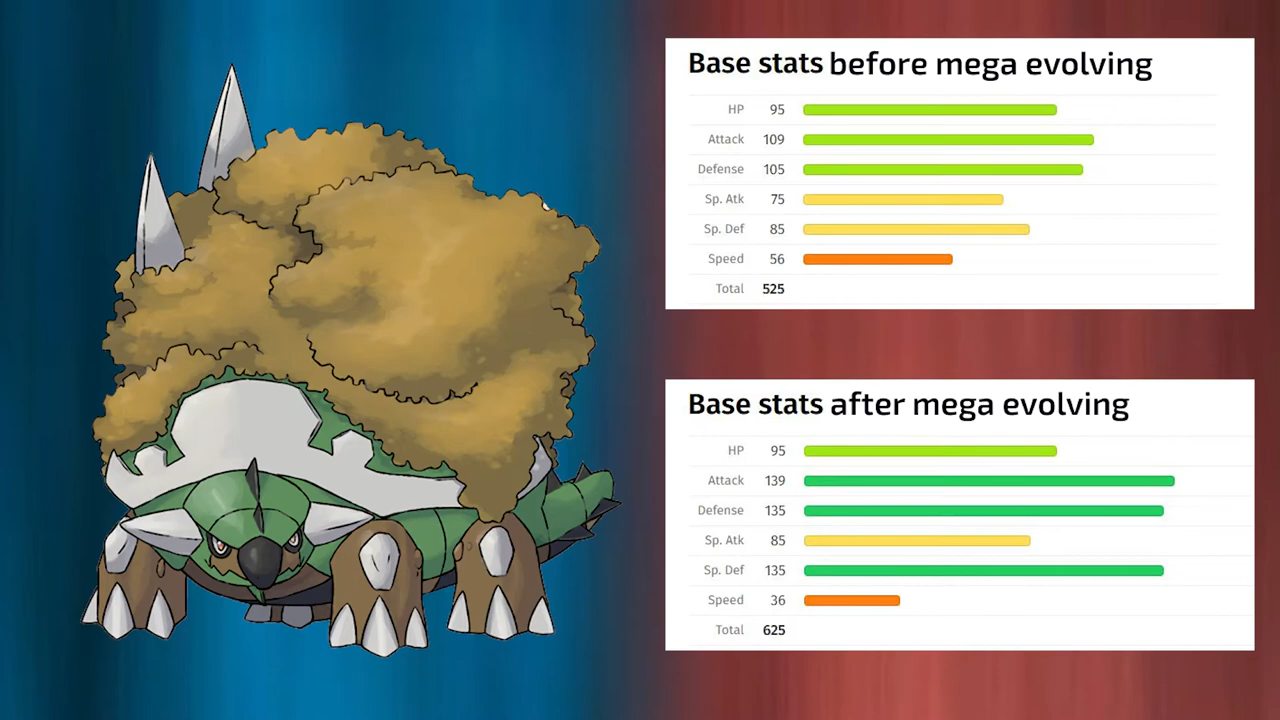 Base stats before mega evolving
HP 95
Attack 109
Defense 105
Sp. Atk 75
Sp. Def 85
Speed 56
Total 525
Base stats after mega evolving
HP 95
Attack 139
Defense 135
Sp. Atk 85
Sp. Def 135
Speed 36
Total 625